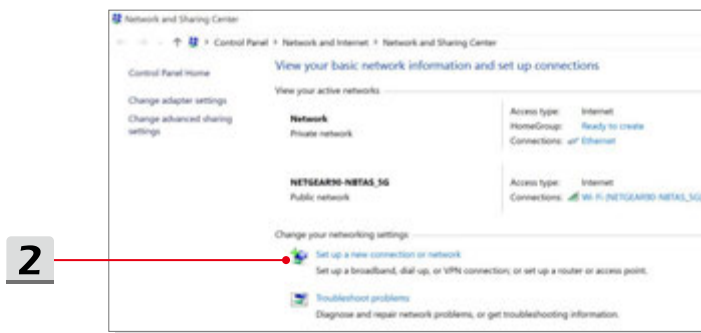 Network and Sharing Center
Control Panel > Network and Internet > Network and Sharing Center
Control Panel Home
Change adapter settings
Change advanced sharing
settings
View your basic network information and set up connections
View your active networks
Network
Private network
Access type: Internet
HomeGroup: Ready to create
Connections: Ethernet
NETGEAR90-NBTAS_5G
Public network
Access type: Internet
Connections: Wi-Fi (NETGEAR90-NBTAS_5G
Change your networking settings
2
Set up a new connection or network
Set up a broadband, dial-up, or VPN connection; or set up a router or access point.
Troubleshoot problems
Diagnose and repair network problems, or get troubleshooting information.